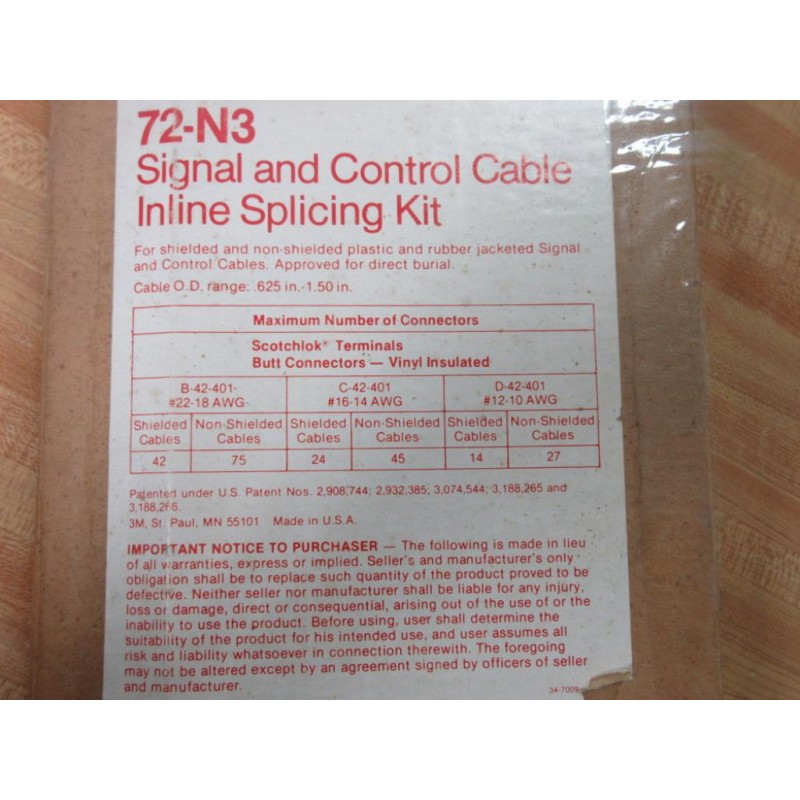 72-N3
Signal and Control Cable
Inline Splicing Kit
For shielded and non-shielded plastic and rubber jacketed Signal
and Control Cables. Approved for direct burial.
Cable O.D. range: .625 in.-1.50 in.
Maximum Number of Connectors
Scotchlok® Terminals
Butt Connectors — Vinyl Insulated
B-42-401 C-42-401 D-42-401
#22-18 AWG #16-14 AWG #12-10 AWG
Shielded Non-Shielded Shielded Non-Shielded Shielded Non-Shielded
Cables Cables Cables Cables Cables Cables
42 75 24 45 14 27
Patented under U.S. Patent Nos. 2,908,744; 2,932,385; 3,074,544; 3,188,265 and
3,188,266.
3M, St. Paul, MN 55101 Made in U.S.A.
IMPORTANT NOTICE TO PURCHASER — The following is made in lieu
of all warranties, express or implied. Seller's and manufacturer's only
obligation shall be to replace such quantity of the product proved to be
defective. Neither seller nor manufacturer shall be liable for any injury,
loss or damage, direct or consequential, arising out of the use of or the
inability to use the product. Before using, user shall determine the
suitability of the product for his intended use, and user assumes all
risk and liability whatsoever in connection therewith. The foregoing
may not be altered except by an agreement signed by officers of seller
and manufacturer.